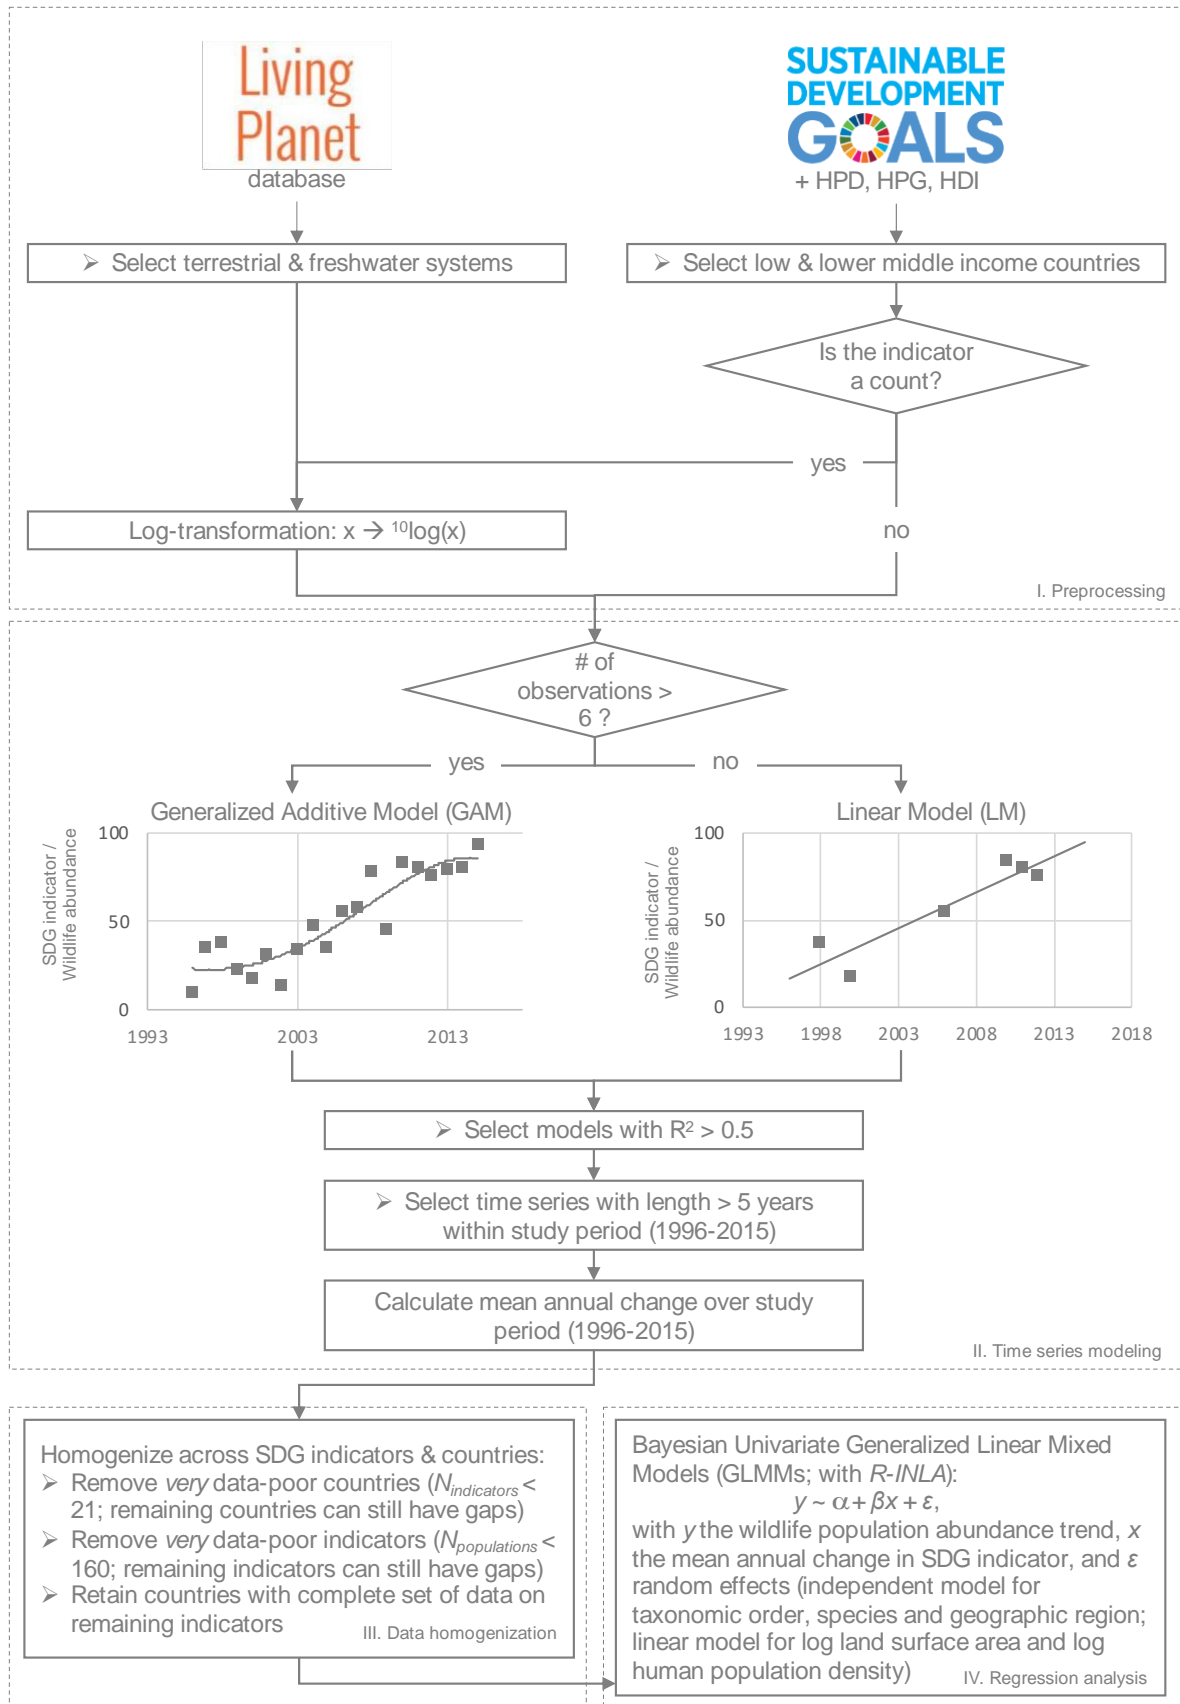 Living
Planet
database
SUSTAINABLE
DEVELOPMENT
GOALS
+ HPD, HPG, HDI
➢ Select terrestrial & freshwater systems
➢ Select low & lower middle income countries
Is the indicator
a count?
yes
Log-transformation: x → ¹⁰log(x)
no
I. Preprocessing
# of
observations >
6 ?
yes
no
Generalized Additive Model (GAM)
SDG indicator /
Wildlife abundance
100
50
0
1993
2003
2013
Linear Model (LM)
SDG indicator /
Wildlife abundance
100
50
0
1993
1998
2003
2008
2013
2018
➢ Select models with R² > 0.5
➢ Select time series with length > 5 years
within study period (1996-2015)
Calculate mean annual change over study
period (1996-2015)
II. Time series modeling
Homogenize across SDG indicators & countries:
➢ Remove very data-poor countries (Nindicators <
21; remaining countries can still have gaps)
➢ Remove very data-poor indicators (Npopulations <
160; remaining indicators can still have gaps)
➢ Retain countries with complete set of data on
remaining indicators
III. Data homogenization
Bayesian Univariate Generalized Linear Mixed
Models (GLMMs; with R-INLA):
y ~ α + βx + ε,
with y the wildlife population abundance trend, x
the mean annual change in SDG indicator, and ε
random effects (independent model for
taxonomic order, species and geographic region;
linear model for log land surface area and log
human population density)
IV. Regression analysis